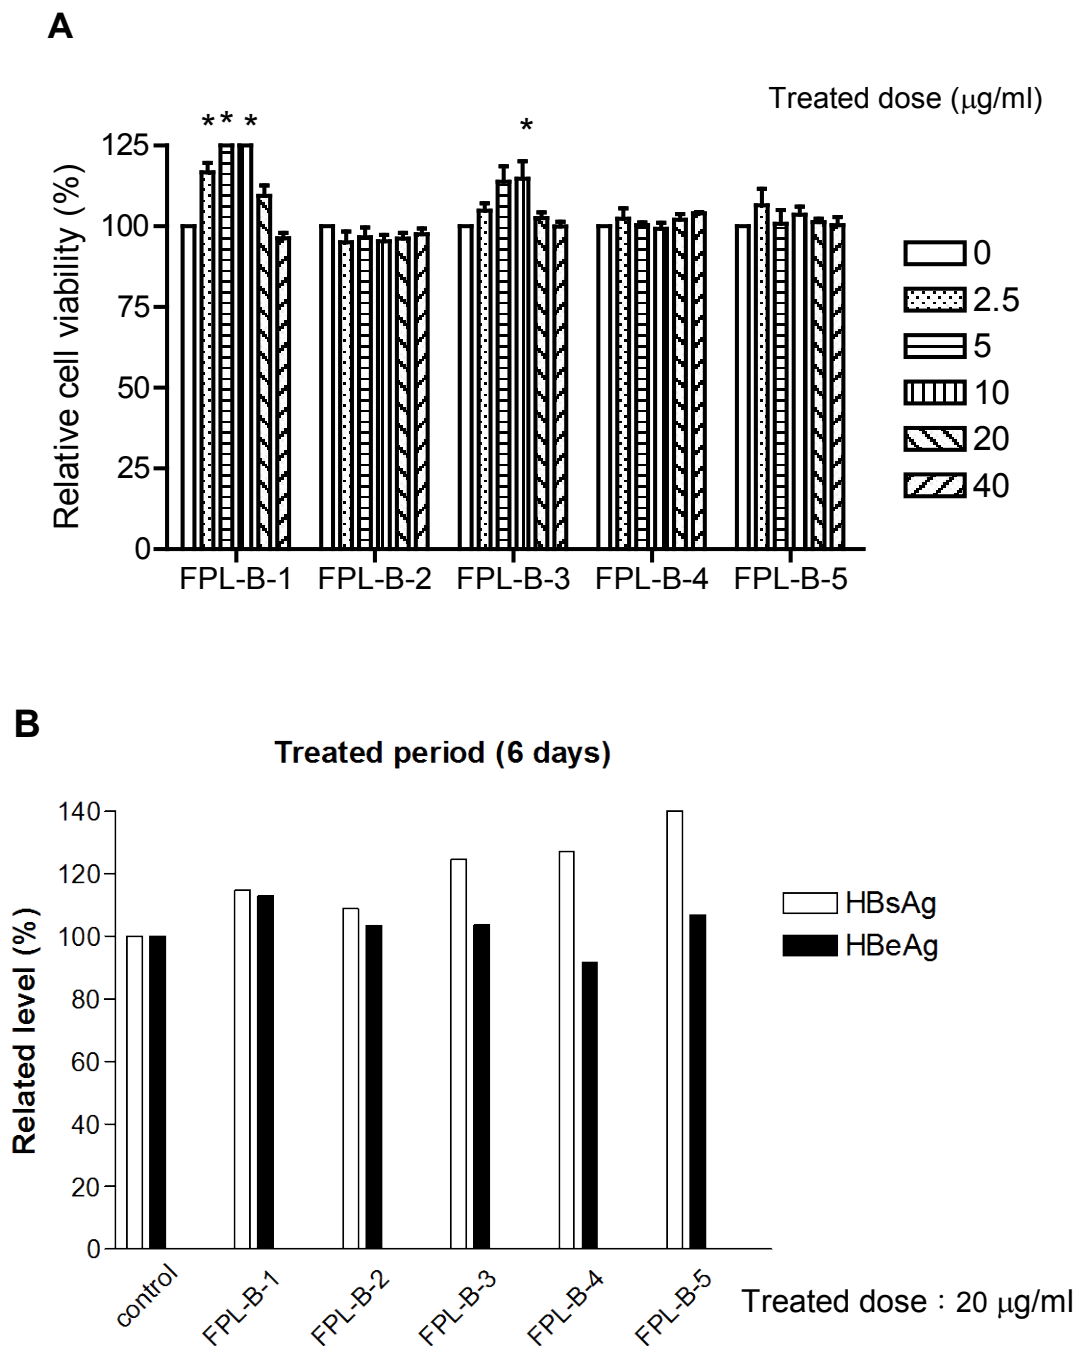 A
Treated dose (μg/ml)
* * *
*
Relative cell viability (%)
125
100
75
50
25
0
FPL-B-1 FPL-B-2 FPL-B-3 FPL-B-4 FPL-B-5
0
2.5
5
10
20
40
B
Treated period (6 days)
Related level (%)
140
120
100
80
60
40
20
0
control FPL-B-1 FPL-B-2 FPL-B-3 FPL-B-4 FPL-B-5
HBsAg
HBeAg
Treated dose : 20 μg/ml